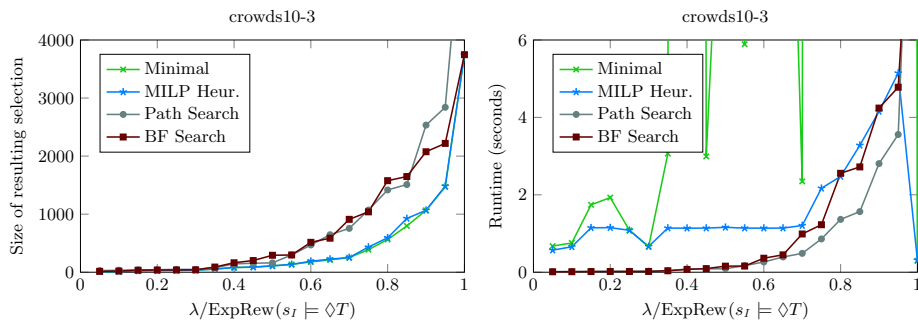 crowds10-3
Size of resulting selection
4000
3000
2000
1000
0
Minimal
MILP Heur.
Path Search
BF Search
0 0.2 0.4 0.6 0.8 1
λ/ExpRew(s_I ⊨ ◊T)
crowds10-3
Runtime (seconds)
6
4
2
0
Minimal
MILP Heur.
Path Search
BF Search
0 0.2 0.4 0.6 0.8 1
λ/ExpRew(s_I ⊨ ◊T)